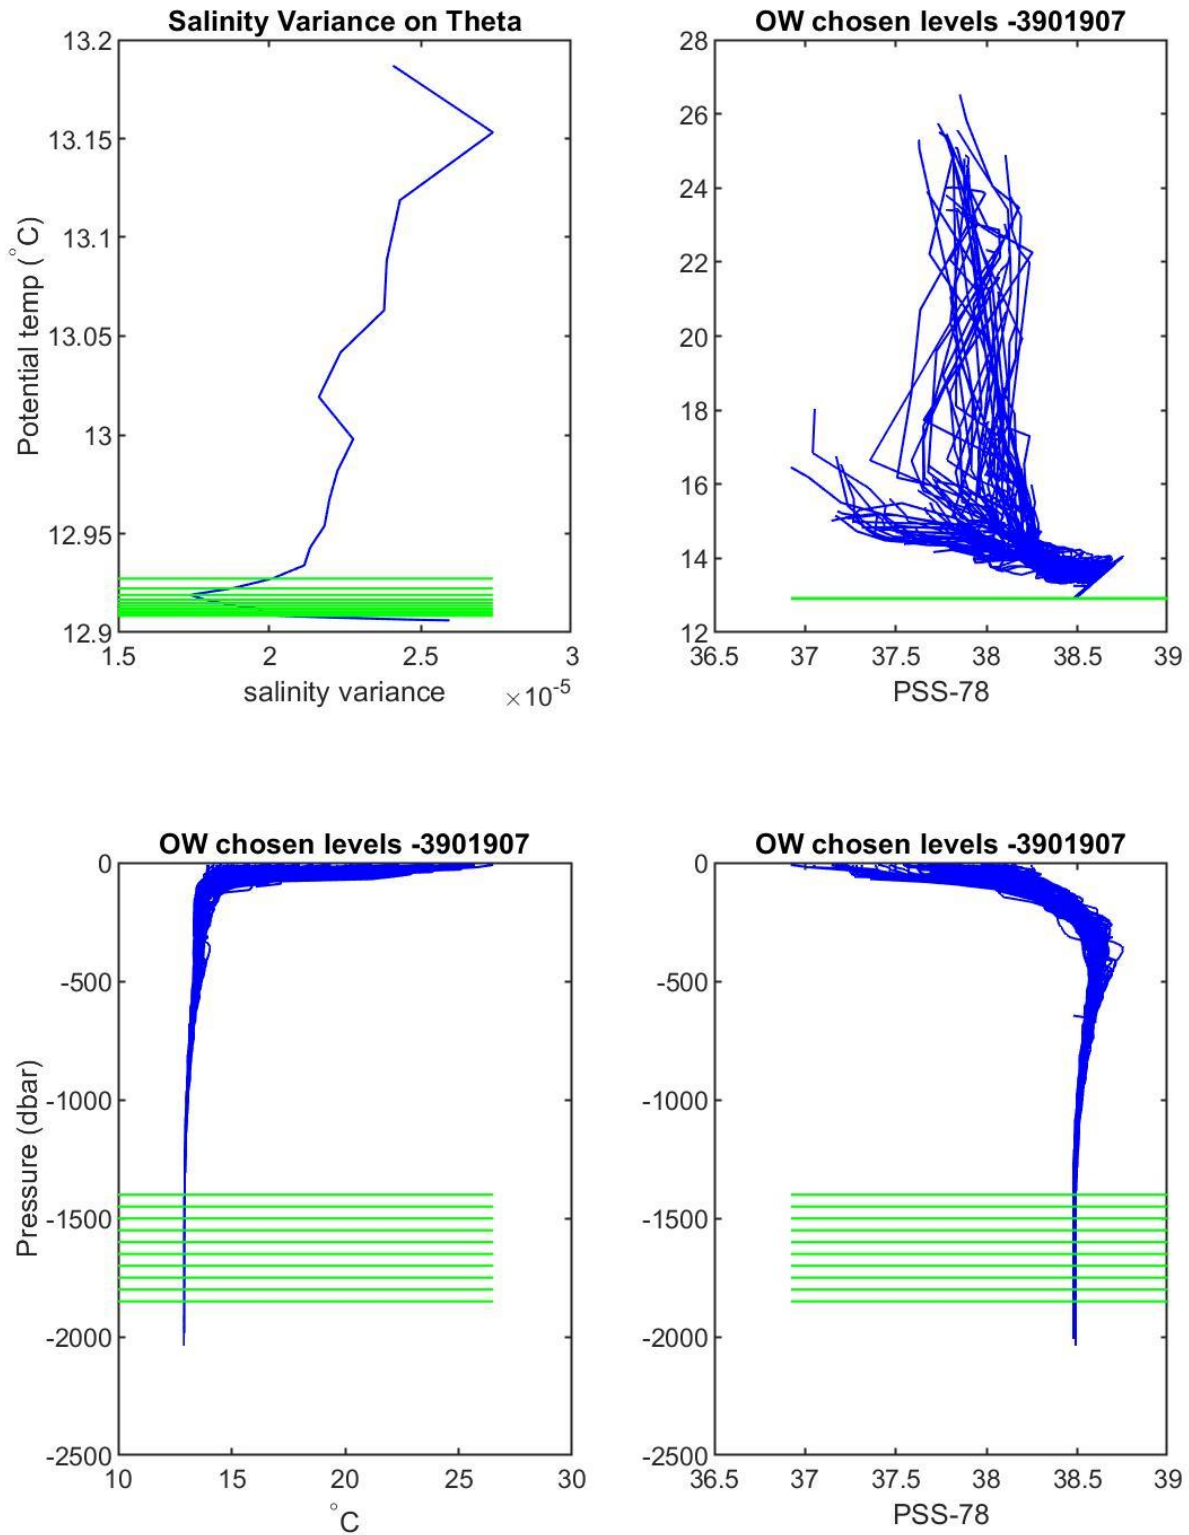 Salinity Variance on Theta
13.2
13.15
13.1
13.05
13
12.95
12.9
1.5 2 2.5 3
salinity variance ×10-5
Potential temp (°C)
OW chosen levels -3901907
28
26
24
22
20
18
16
14
12
36.5 37 37.5 38 38.5 39
PSS-78
OW chosen levels -3901907
0
-500
-1000
-1500
-2000
-2500
10 15 20 25 30
°C
Pressure (dbar)
OW chosen levels -3901907
0
-500
-1000
-1500
-2000
-2500
36.5 37 37.5 38 38.5 39
PSS-78